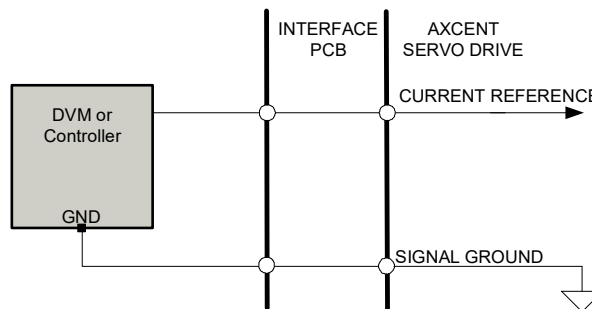 INTERFACE
PCB
AXCENT
SERVO DRIVE
DVM or
Controller
CURRENT REFERENCE
GND
SIGNAL GROUND